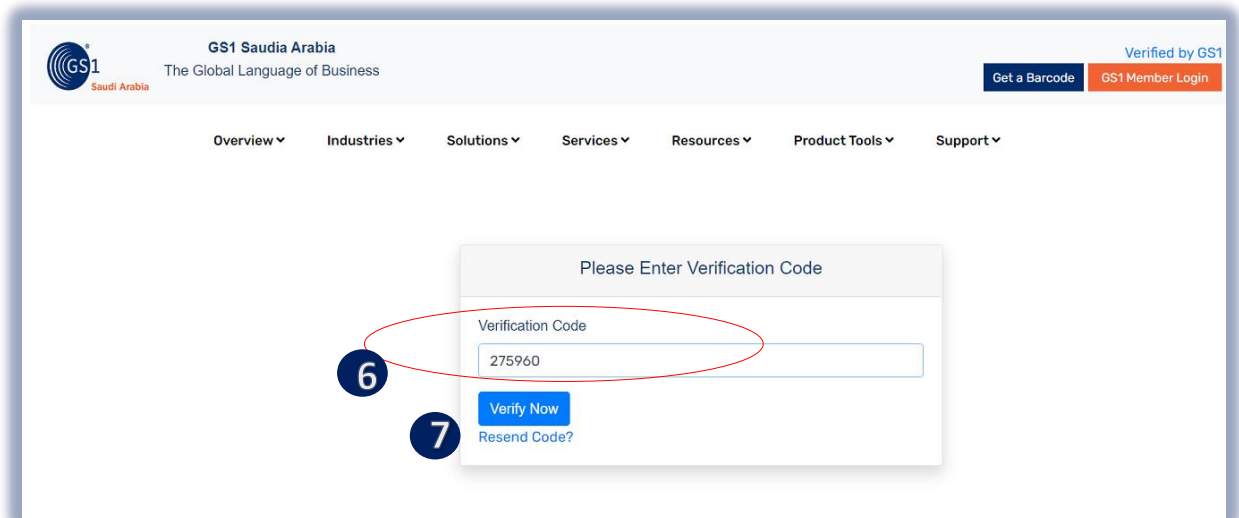 GS1
Saudi Arabia
GS1 Saudia Arabia
The Global Language of Business
Verified by GS1
Get a Barcode
GS1 Member Login
Overview
Industries
Solutions
Services
Resources
Product Tools
Support
Please Enter Verification Code
Verification Code
275960
6
Verify Now
7
Resend Code?